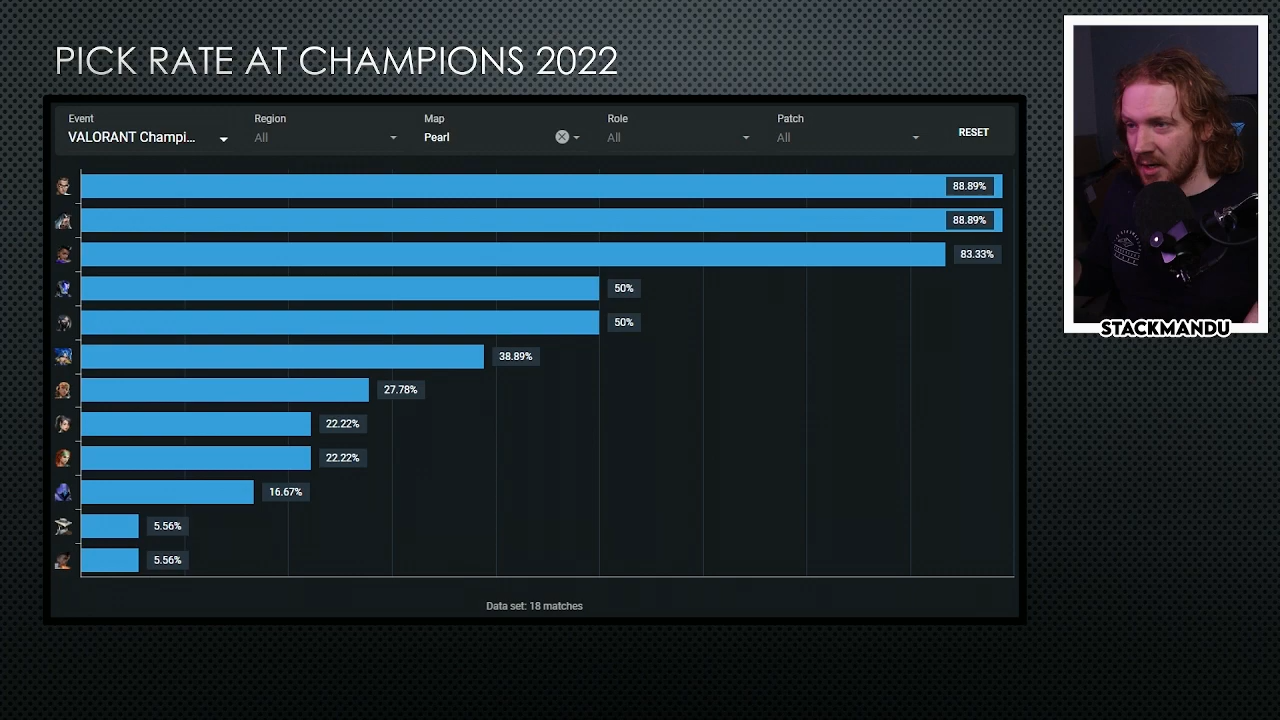 PICK RATE AT CHAMPIONS 2022
Event
VALORANT Champi...
Region
All
Map
Pearl
Role
All
Patch
All
RESET
88.89%
88.89%
83.33%
50%
50%
38.89%
27.78%
22.22%
22.22%
16.67%
5.56%
5.56%
Data set: 18 matches
STACKMANDU